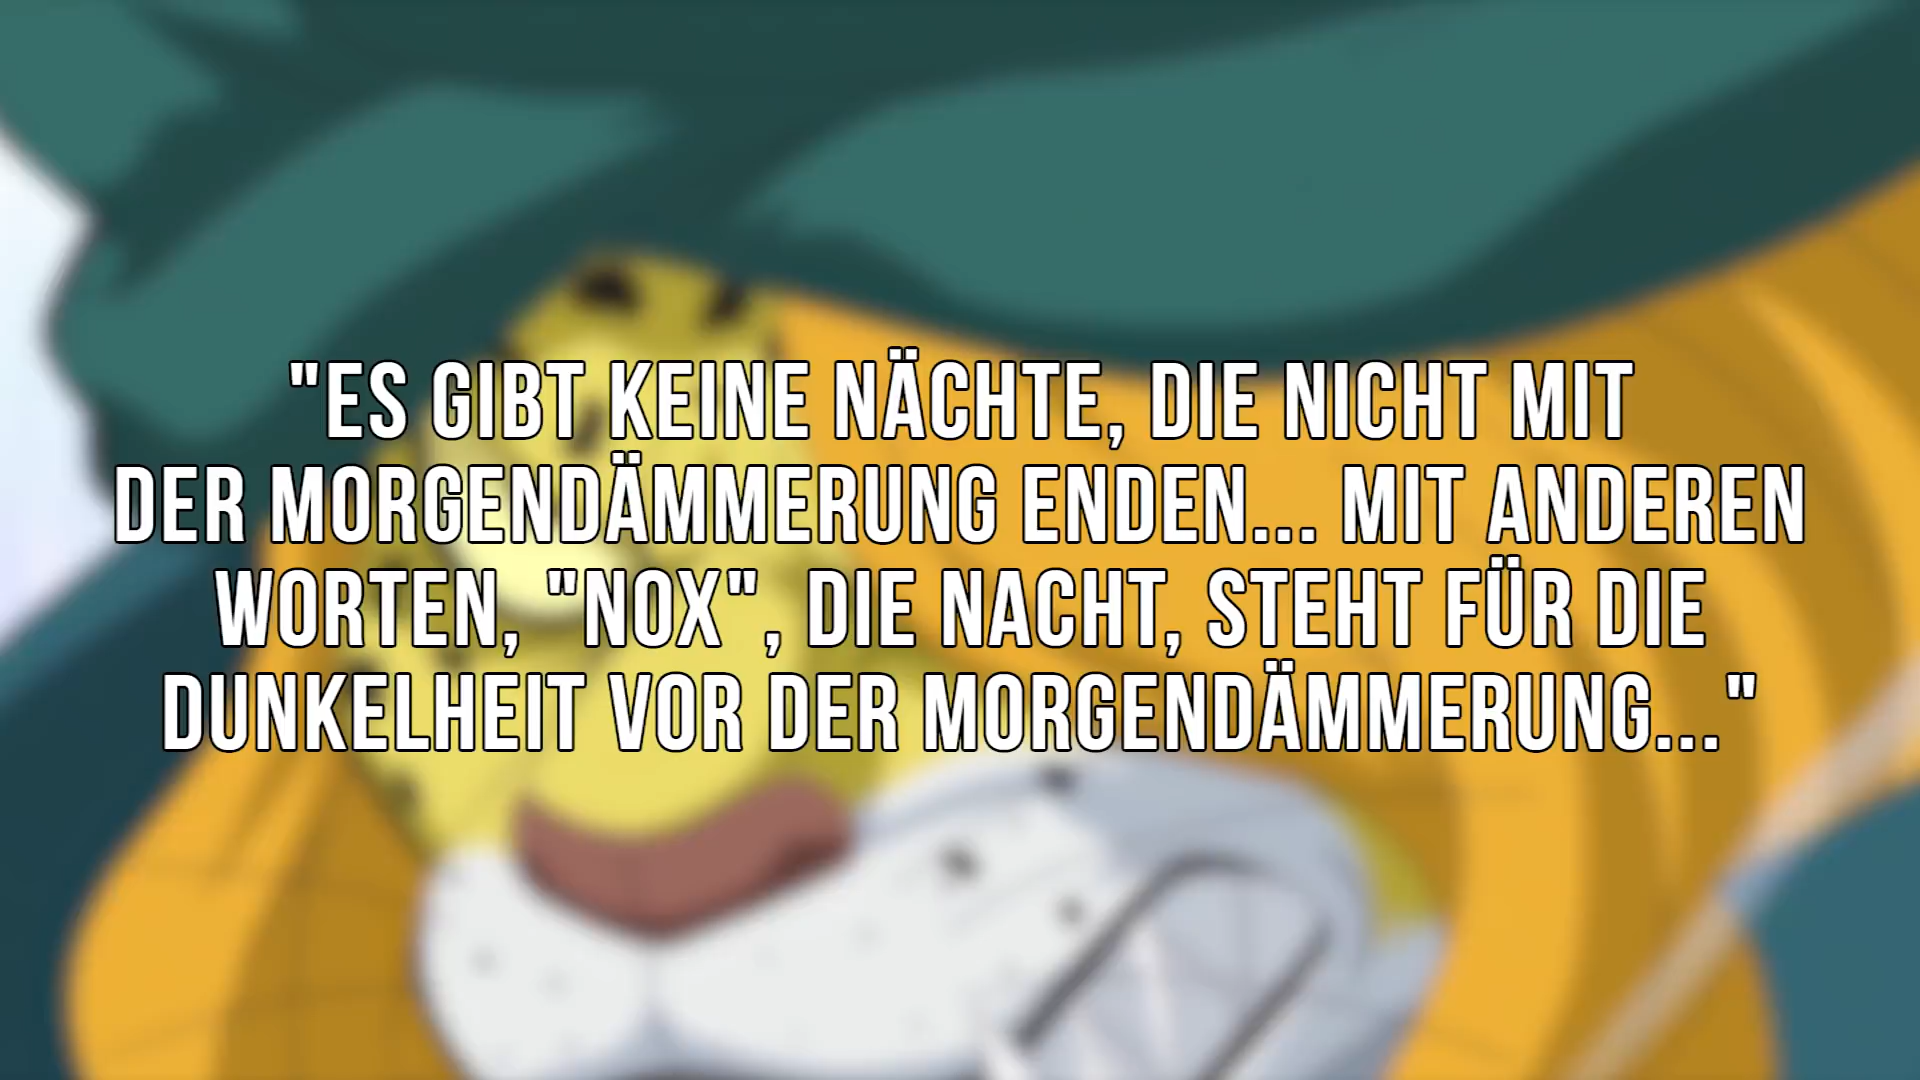 "ES GIBT KEINE NÄCHTE, DIE NICHT MIT
DER MORGENDÄMMERUNG ENDEN... MIT ANDEREN
WORTEN, "NOX", DIE NACHT, STEHT FÜR DIE
DUNKELHEIT VOR DER MORGENDÄMMERUNG..."